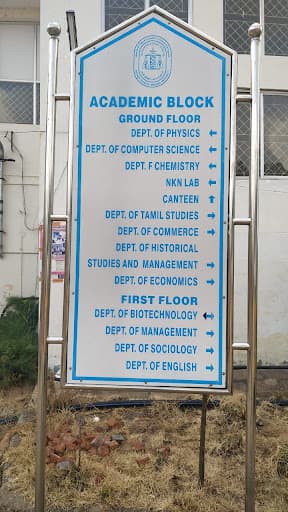 ACADEMIC BLOCK
GROUND FLOOR
DEPT. OF PHYSICS ←
DEPT. OF COMPUTER SCIENCE ←
DEPT. F CHEMISTRY ←
NKN LAB ←
CANTEEN ↑
DEPT. OF TAMIL STUDIES →
DEPT. OF COMMERCE →
DEPT. OF HISTORICAL
STUDIES AND MANAGEMENT →
DEPT. OF ECONOMICS →
FIRST FLOOR
DEPT. OF BIOTECHNOLOGY ↔
DEPT. OF MANAGEMENT →
DEPT. OF SOCIOLOGY →
DEPT. OF ENGLISH →